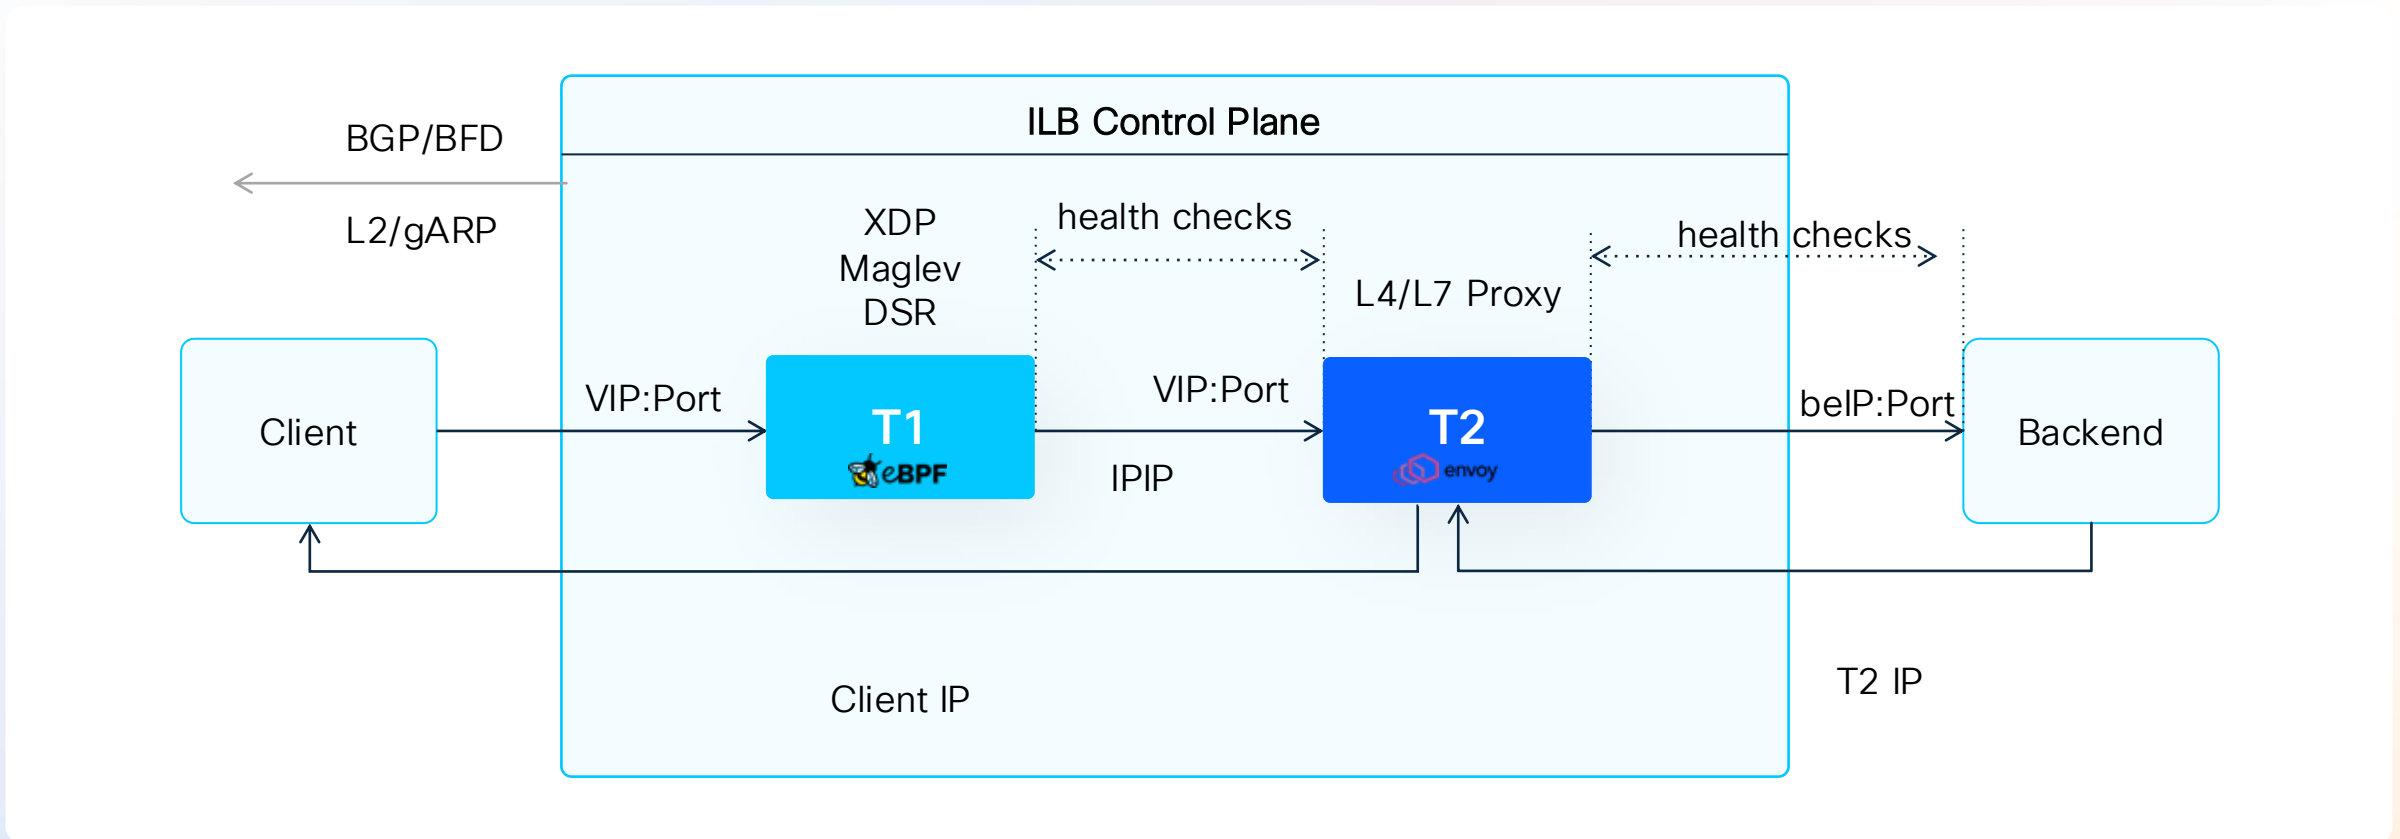 ILB Control Plane
BGP/BFD
L2/gARP
XDP
Maglev
DSR
health checks
health checks
L4/L7 Proxy
Client
VIP:Port
T1
eBPF
VIP:Port
IPIP
T2
envoy
beIP:Port
Backend
Client IP
T2 IP